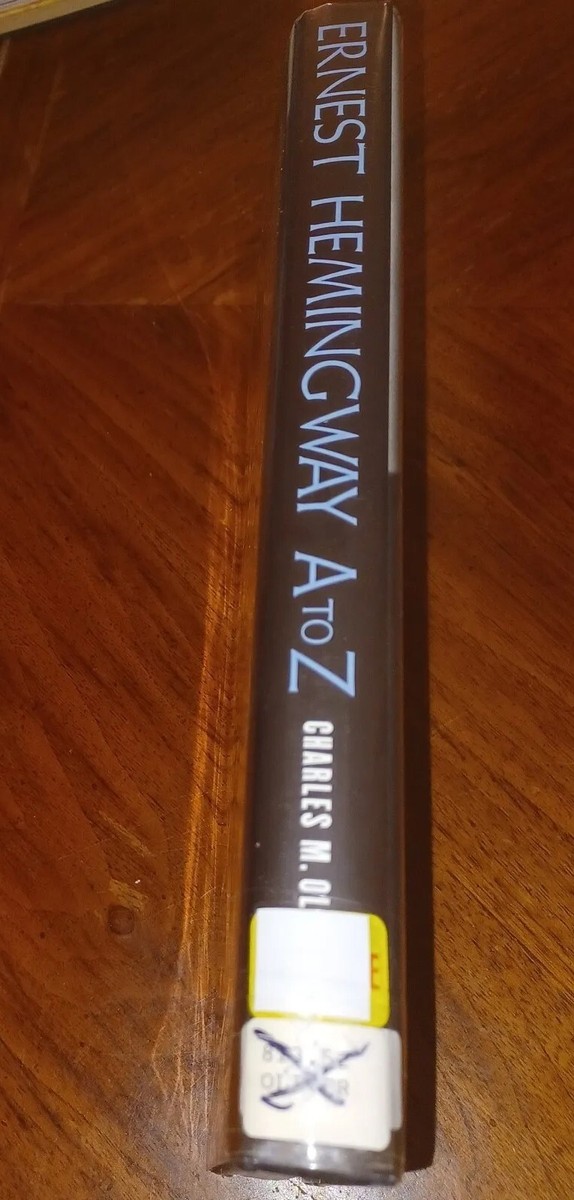 ERNEST HEMINGWAY A TO Z
CHARLES M. OL
E